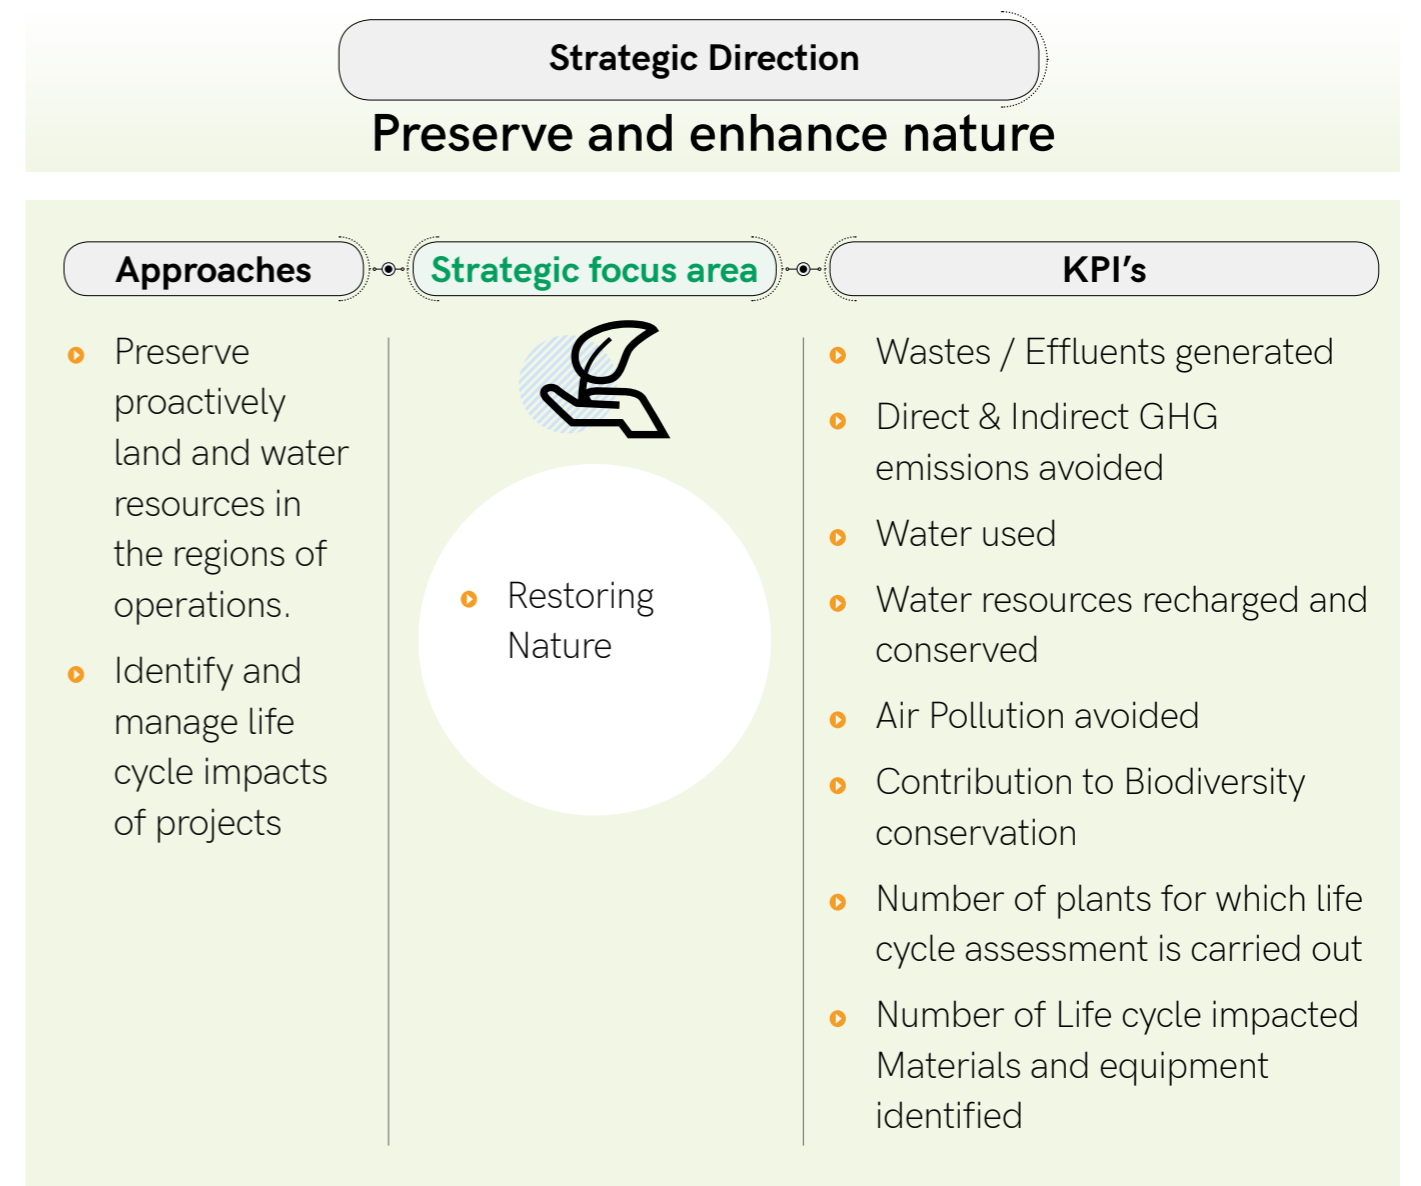 Strategic Direction
Preserve and enhance nature
Approaches
Strategic focus area
KPI’s
Preserve
proactively
land and water
resources in
the regions of
operations.
Identify and
manage life
cycle impacts
of projects
Restoring
Nature
Wastes / Effluents generated
Direct & Indirect GHG
emissions avoided
Water used
Water resources recharged and
conserved
Air Pollution avoided
Contribution to Biodiversity
conservation
Number of plants for which life
cycle assessment is carried out
Number of Life cycle impacted
Materials and equipment
identified